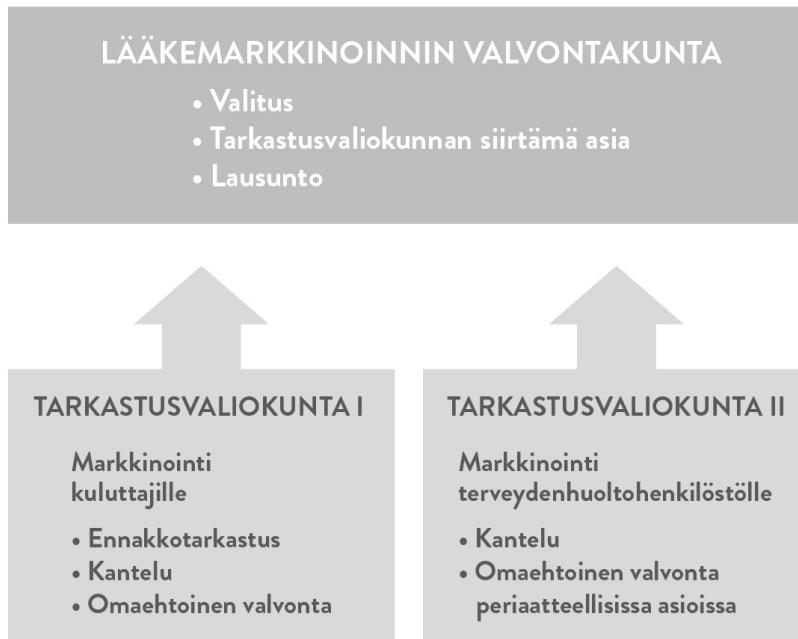 LÄÄKEMARKKINOINNIN VALVONTAKUNTA
• Valitus
• Tarkastusvaliokunnan siirtämä asia
• Lausunto
TARKASTUSVALIOKUNTA I
Markkinointi
kuluttajille
• Ennakkotarkastus
• Kantelu
• Omaehtoinen valvonta
TARKASTUSVALIOKUNTA II
Markkinointi
terveydenhuoltohenkilöstölle
• Kantelu
• Omaehtoinen valvonta
periaatteellisissa asioissa